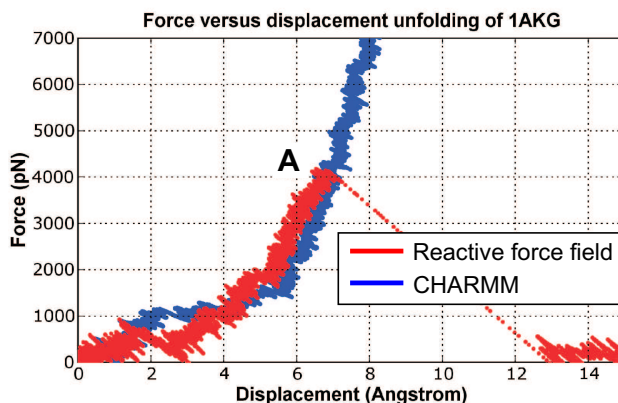 Force versus displacement unfolding of 1AKG
7000
6000
5000
4000
3000
2000
1000
0
Force (pN)
A
Reactive force field
CHARMM
0 2 4 6 8 10 12 14
Displacement (Angstrom)